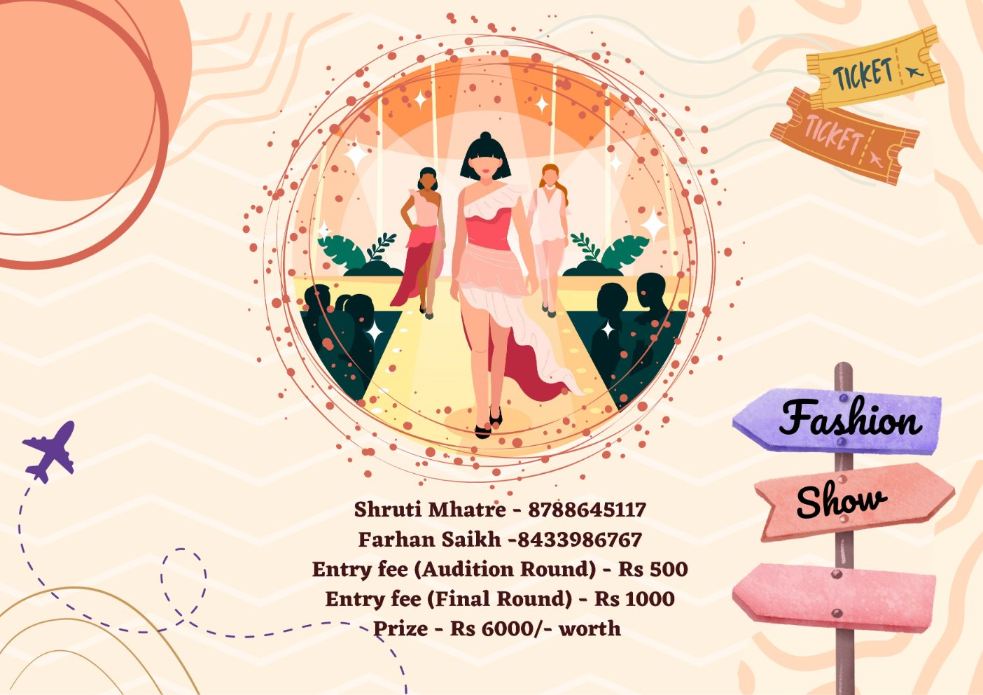 TICKET
TICKET
Fashion
Show
Shruti Mhatre - 8788645117
Farhan Saikh -8433986767
Entry fee (Audition Round) - Rs 500
Entry fee (Final Round) - Rs 1000
Prize - Rs 6000/- worth